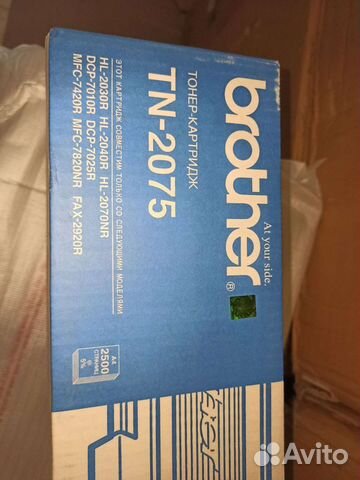 brother
At your side.
®
ТОНЕР-КАРТРИДЖ
TN-2075
ЭТОТ КАРТРИДЖ СОВМЕСТИМ ТОЛЬКО СО СЛЕДУЮЩИМИ МОДЕЛЯМИ
HL-2030R HL-2040R HL-2070NR
DCP-7010R DCP-7025R
MFC-7420R MFC-7820NR FAX-2920R
A4
2500
СТРАНИЦ
@
5%
Avito